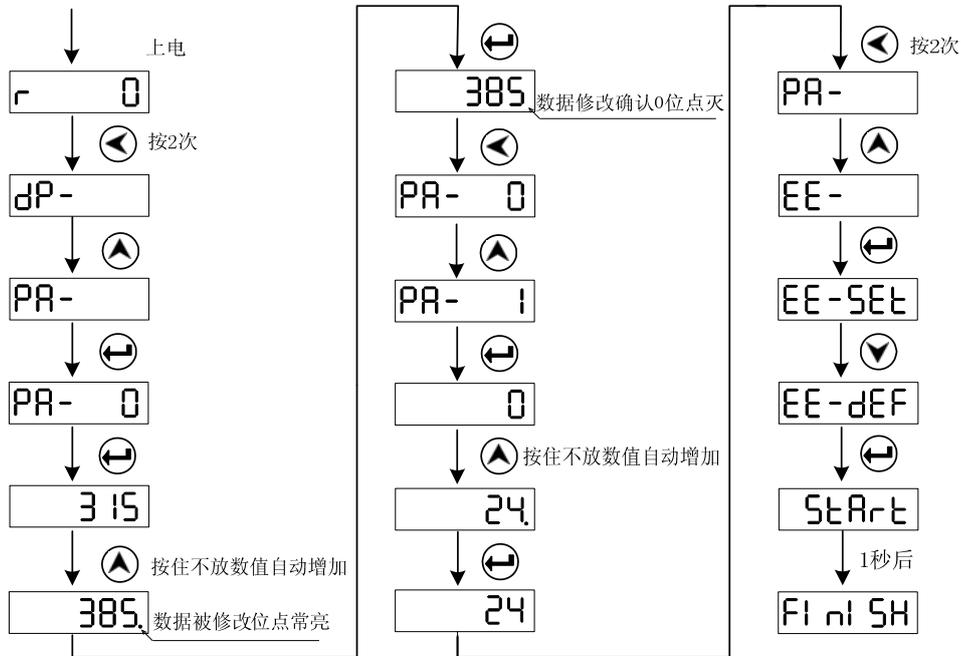 上电
r 0
按2次
dP-
PA-
PA- 0
315
按住不放数值自动增加
385.
数据被修改位点常亮
385.
数据修改确认0位点灭
PA- 0
PA- 1
0
按住不放数值自动增加
24.
24
按2次
PA-
EE-
EE-SEt
EE-dEF
StArt
1秒后
FInISH